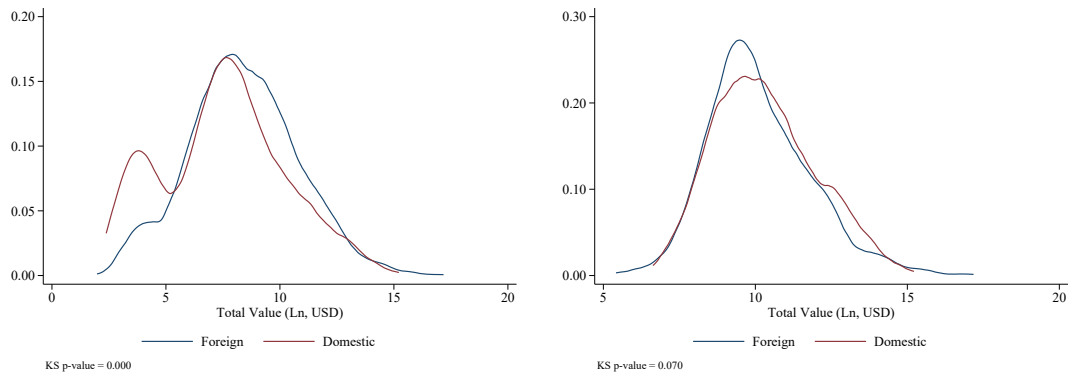 0.20
0.15
0.10
0.05
0.00
0 5 10 15 20
Total Value (Ln, USD)
Foreign Domestic
KS p-value = 0.000
0.30
0.20
0.10
0.00
5 10 15 20
Total Value (Ln, USD)
Foreign Domestic
KS p-value = 0.070